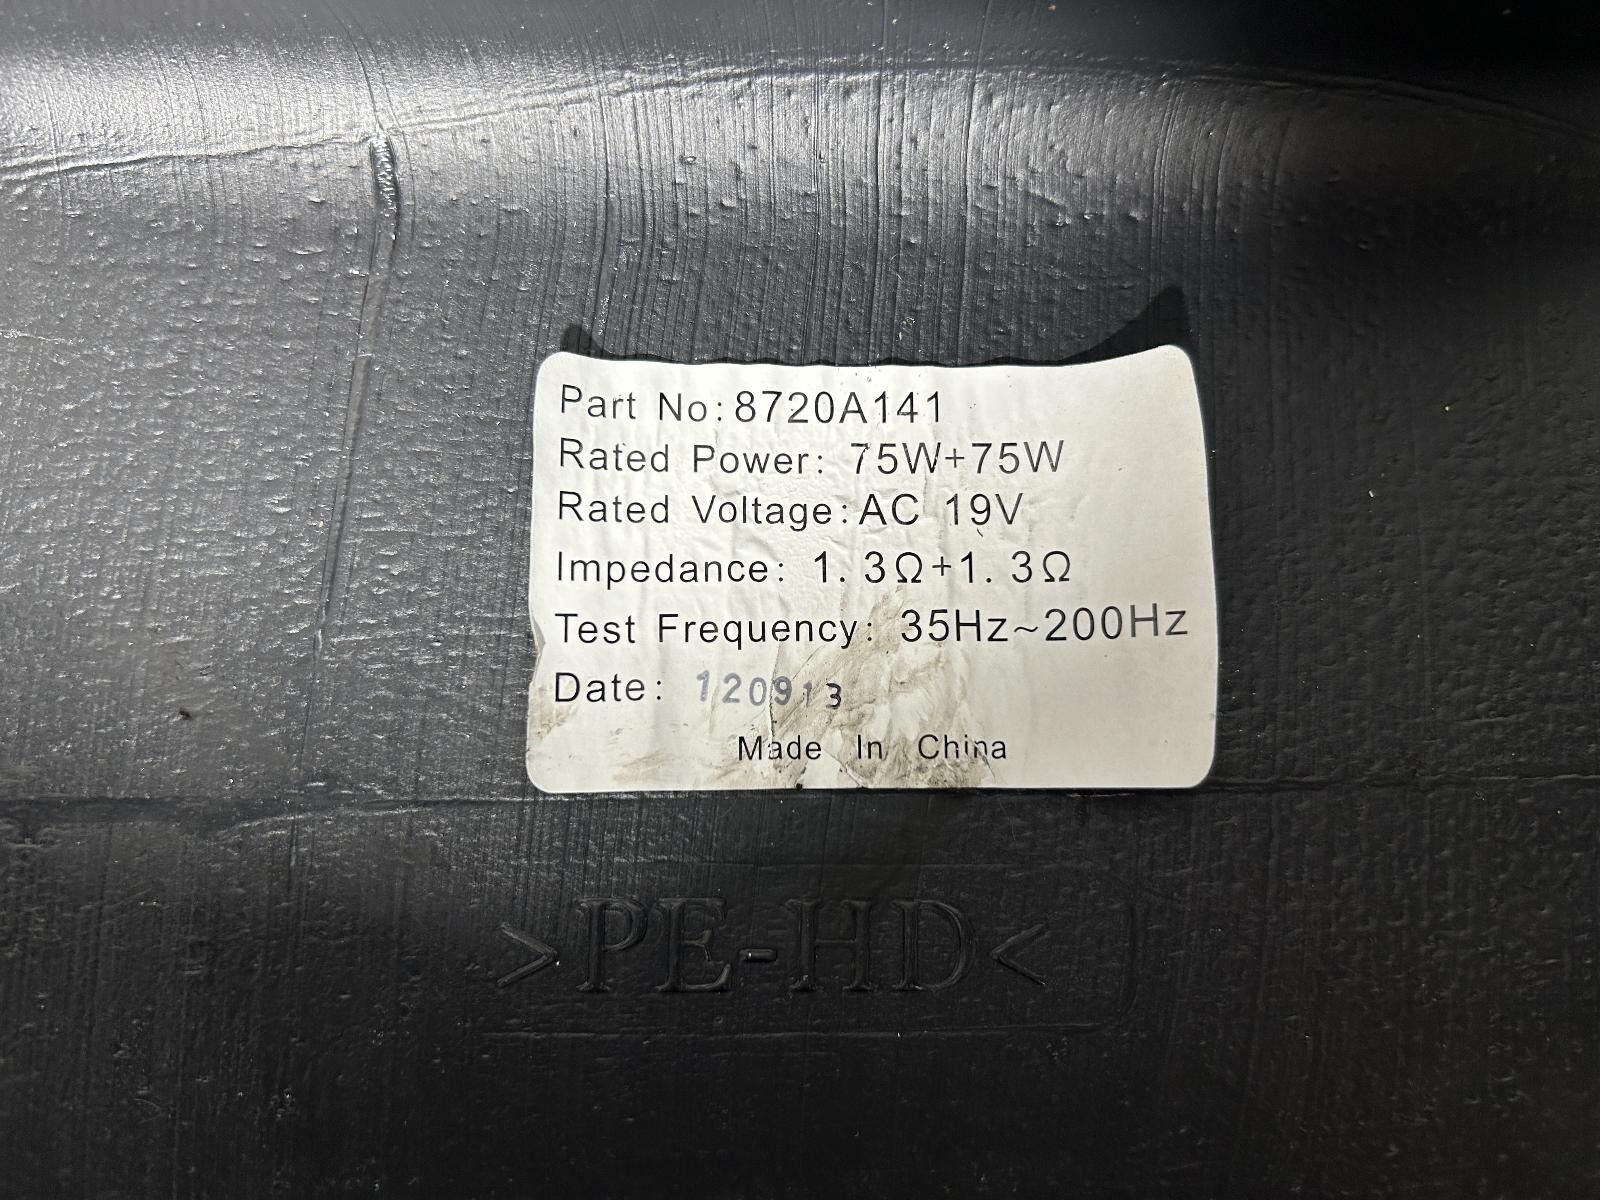 Part No:8720A141
Rated Power: 75W+75W
Rated Voltage:AC 19V
Impedance: 1.3Ω+1.3Ω
Test Frequency: 35Hz~200Hz
Date: 120913
Made In China
>PE-HD<